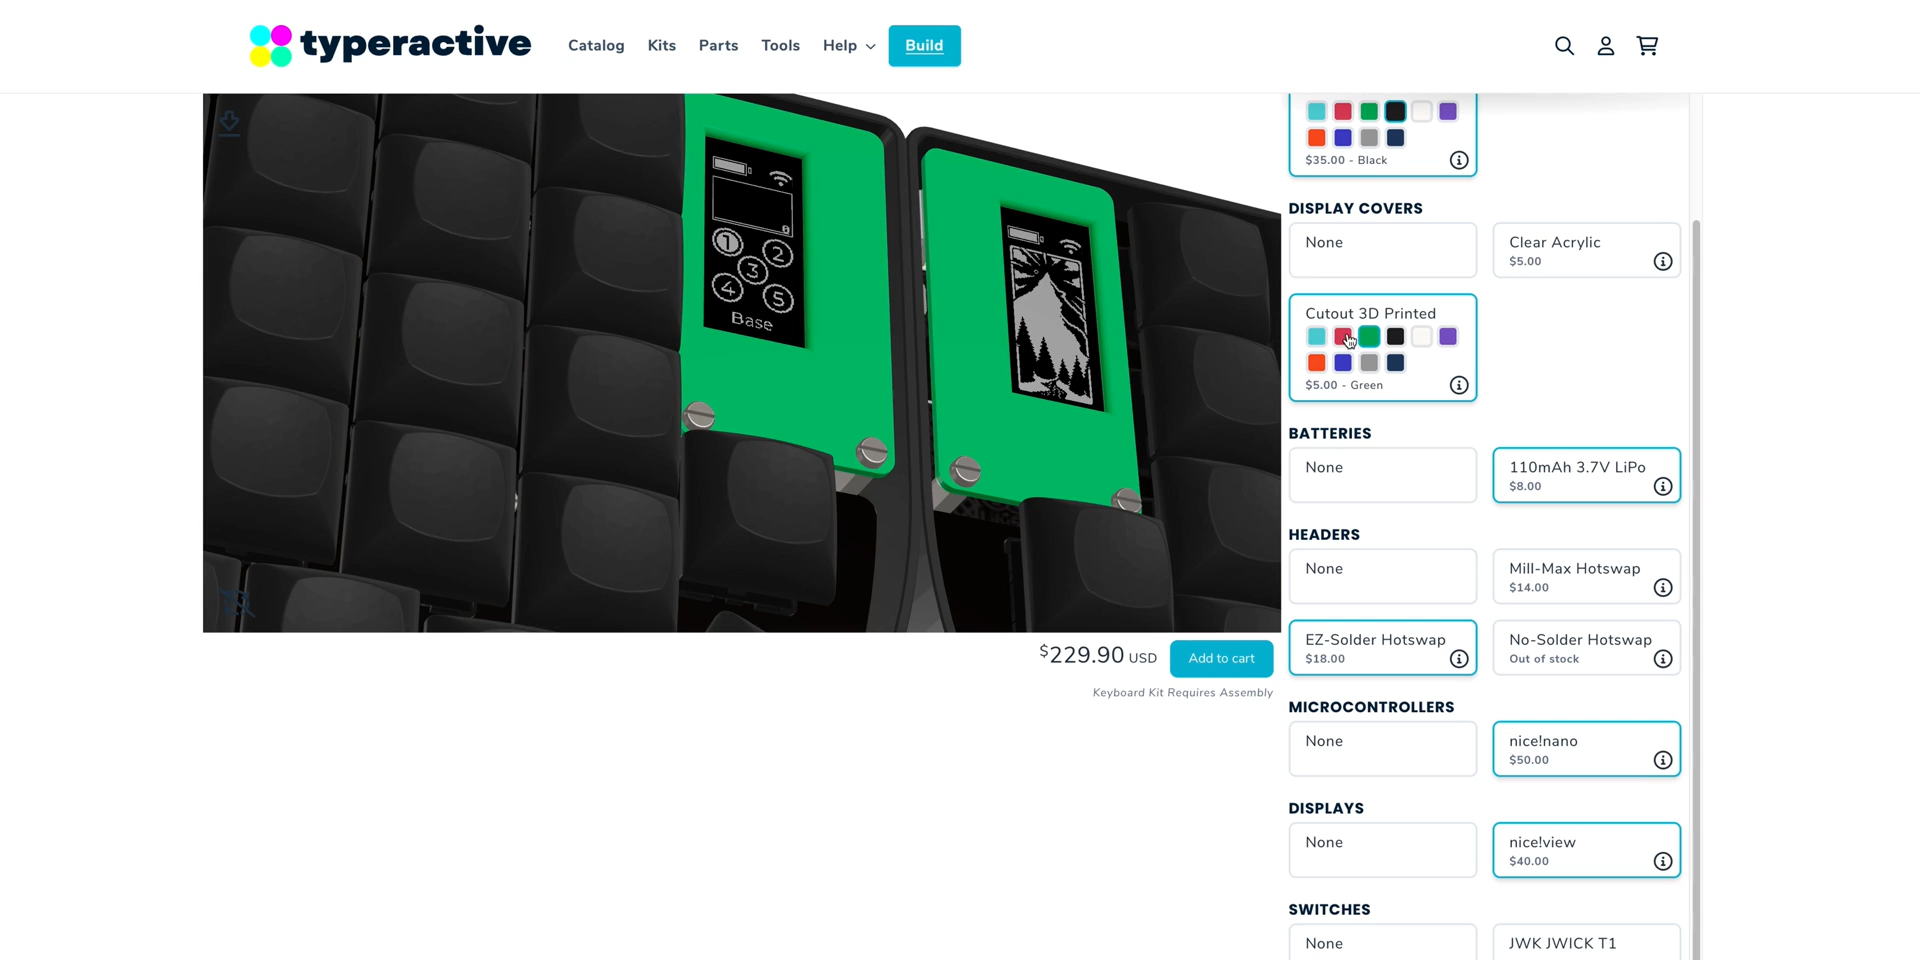 typeractive
Catalog
Kits
Parts
Tools
Help
Build
$35.00 - Black
DISPLAY COVERS
None
Clear Acrylic
$5.00
Cutout 3D Printed
$5.00 - Green
BATTERIES
None
110mAh 3.7V LiPo
$8.00
HEADERS
None
Mill-Max Hotswap
$14.00
EZ-Solder Hotswap
$18.00
No-Solder Hotswap
Out of stock
MICROCONTROLLERS
None
nice!nano
$50.00
DISPLAYS
None
nice!view
$40.00
SWITCHES
None
JWK JWICK T1
1
2
3
4
5
Base
$229.90 USD
Add to cart
Keyboard Kit Requires Assembly